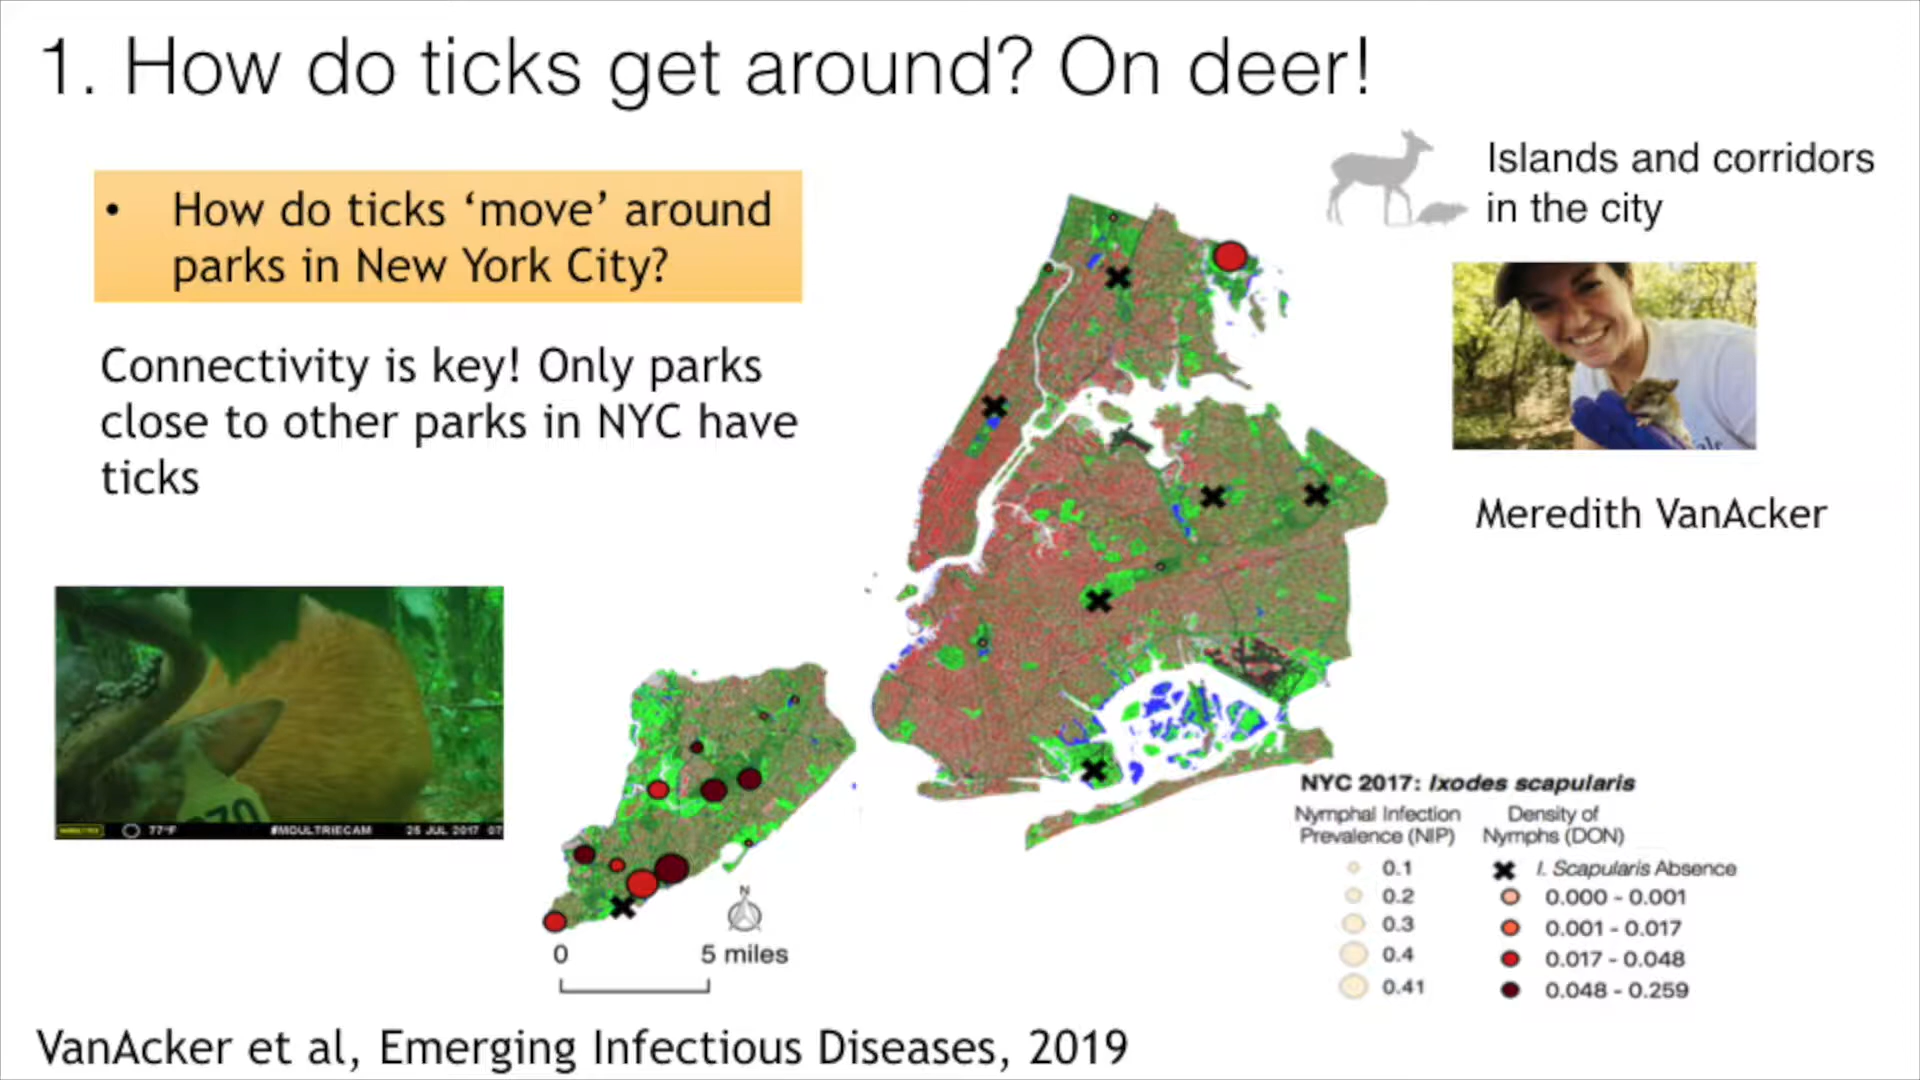 1. How do ticks get around? On deer!
Islands and corridors
in the city
• How do ticks ‘move’ around
parks in New York City?
Connectivity is key! Only parks
close to other parks in NYC have
ticks
Meredith VanAcker
77°F
#MOULTRIECAM
25 JUL 2017 07
NYC 2017: Ixodes scapularis
Nymphal Infection
Prevalence (NIP)
0.1
0.2
0.3
0.4
0.41
Density of
Nymphs (DON)
I. Scapularis Absence
0.000 - 0.001
0.001 - 0.017
0.017 - 0.048
0.048 - 0.259
N
0 5 miles
VanAcker et al, Emerging Infectious Diseases, 2019